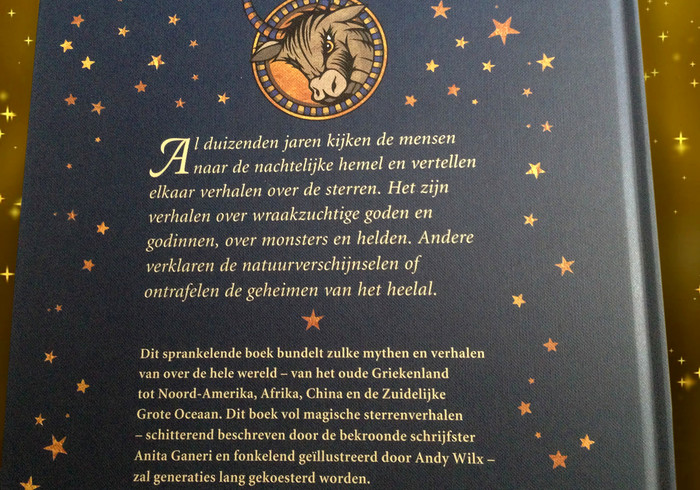 Al duizenden jaren kijken de mensen
naar de nachtelijke hemel en vertellen
elkaar verhalen over de sterren. Het zijn
verhalen over wraakzuchtige goden en
godinnen, over monsters en helden. Andere
verklaren de natuurverschijnselen of
ontrafelen de geheimen van het heelal.
Dit sprankelende boek bundelt zulke mythen en verhalen
van over de hele wereld – van het oude Griekenland
tot Noord-Amerika, Afrika, China en de Zuidelijke
Grote Oceaan. Dit boek vol magische sterrenverhalen
– schitterend beschreven door de bekroonde schrijfster
Anita Ganeri en fonkelend geïllustreerd door Andy Wilx –
zal generaties lang gekoesterd worden.